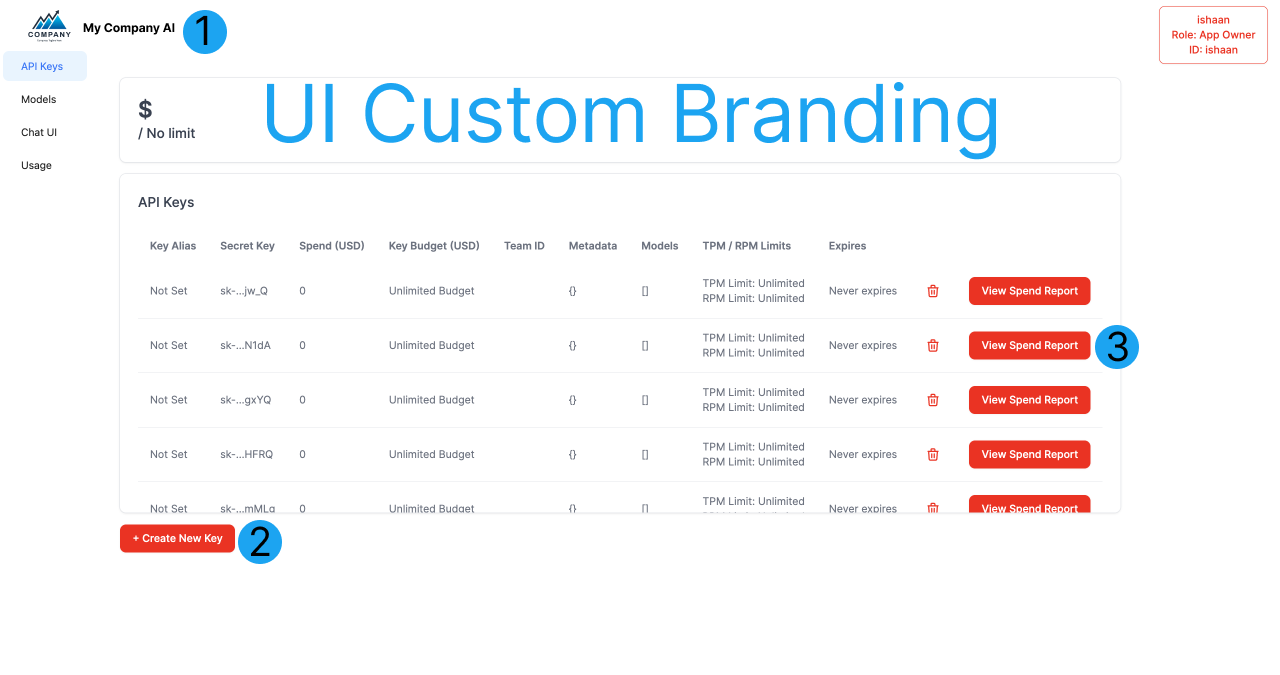 COMPANY
My Company AI
1
ishaan
Role: App Owner
ID: ishaan
API Keys
Models
Chat UI
Usage
$
/ No limit
UI Custom Branding
API Keys
Key Alias Secret Key Spend (USD) Key Budget (USD) Team ID Metadata Models TPM / RPM Limits Expires
Not Set sk-...jw_Q 0 Unlimited Budget {} [] TPM Limit: Unlimited Never expires View Spend Report
RPM Limit: Unlimited
Not Set sk-...N1dA 0 Unlimited Budget {} [] TPM Limit: Unlimited Never expires View Spend Report 3
RPM Limit: Unlimited
Not Set sk-...gxYQ 0 Unlimited Budget {} [] TPM Limit: Unlimited Never expires View Spend Report
RPM Limit: Unlimited
Not Set sk-...HFRQ 0 Unlimited Budget {} [] TPM Limit: Unlimited Never expires View Spend Report
RPM Limit: Unlimited
Not Set sk-...mMLq 0 Unlimited Budget {} [] TPM Limit: Unlimited Never expires View Spend Report
+ Create New Key 2